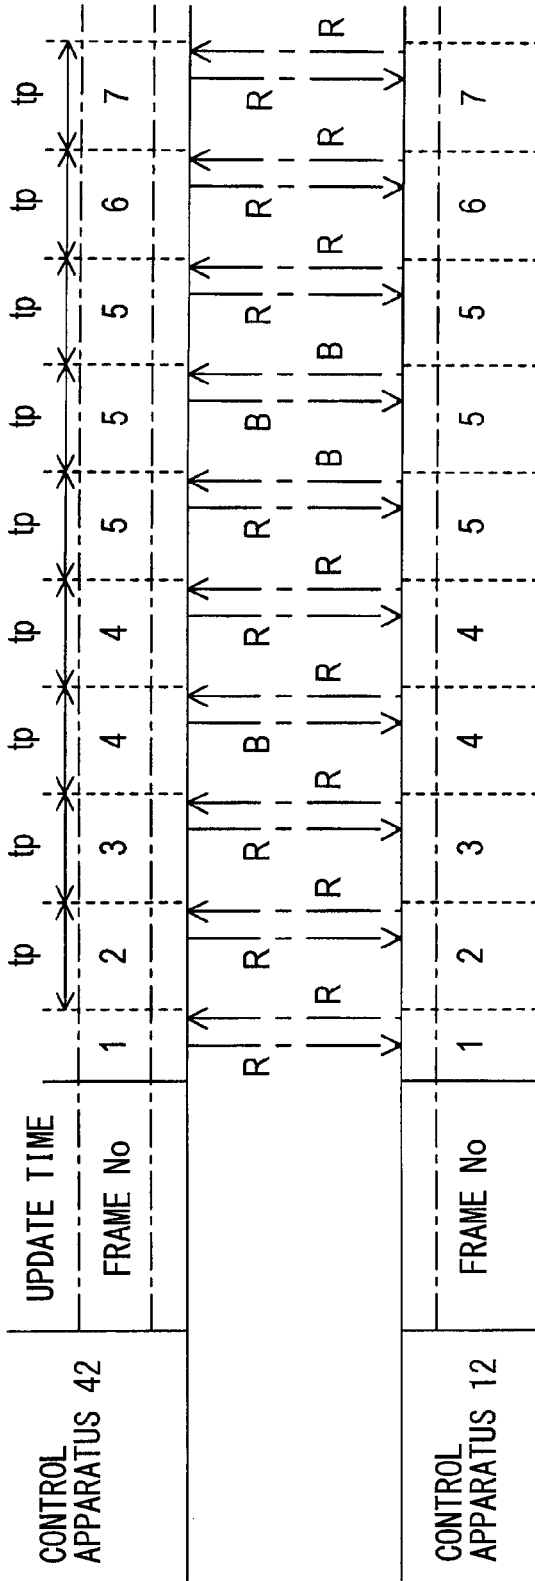 CONTROL
APPARATUS 42
UPDATE TIME
tp tp tp tp tp tp tp tp tp
FRAME No
1 2 3 4 4 5 5 5 6 7
R R R B R R B R R R
R R R R R B B R R R
CONTROL
APPARATUS 12
FRAME No
1 2 3 4 4 5 5 5 6 7